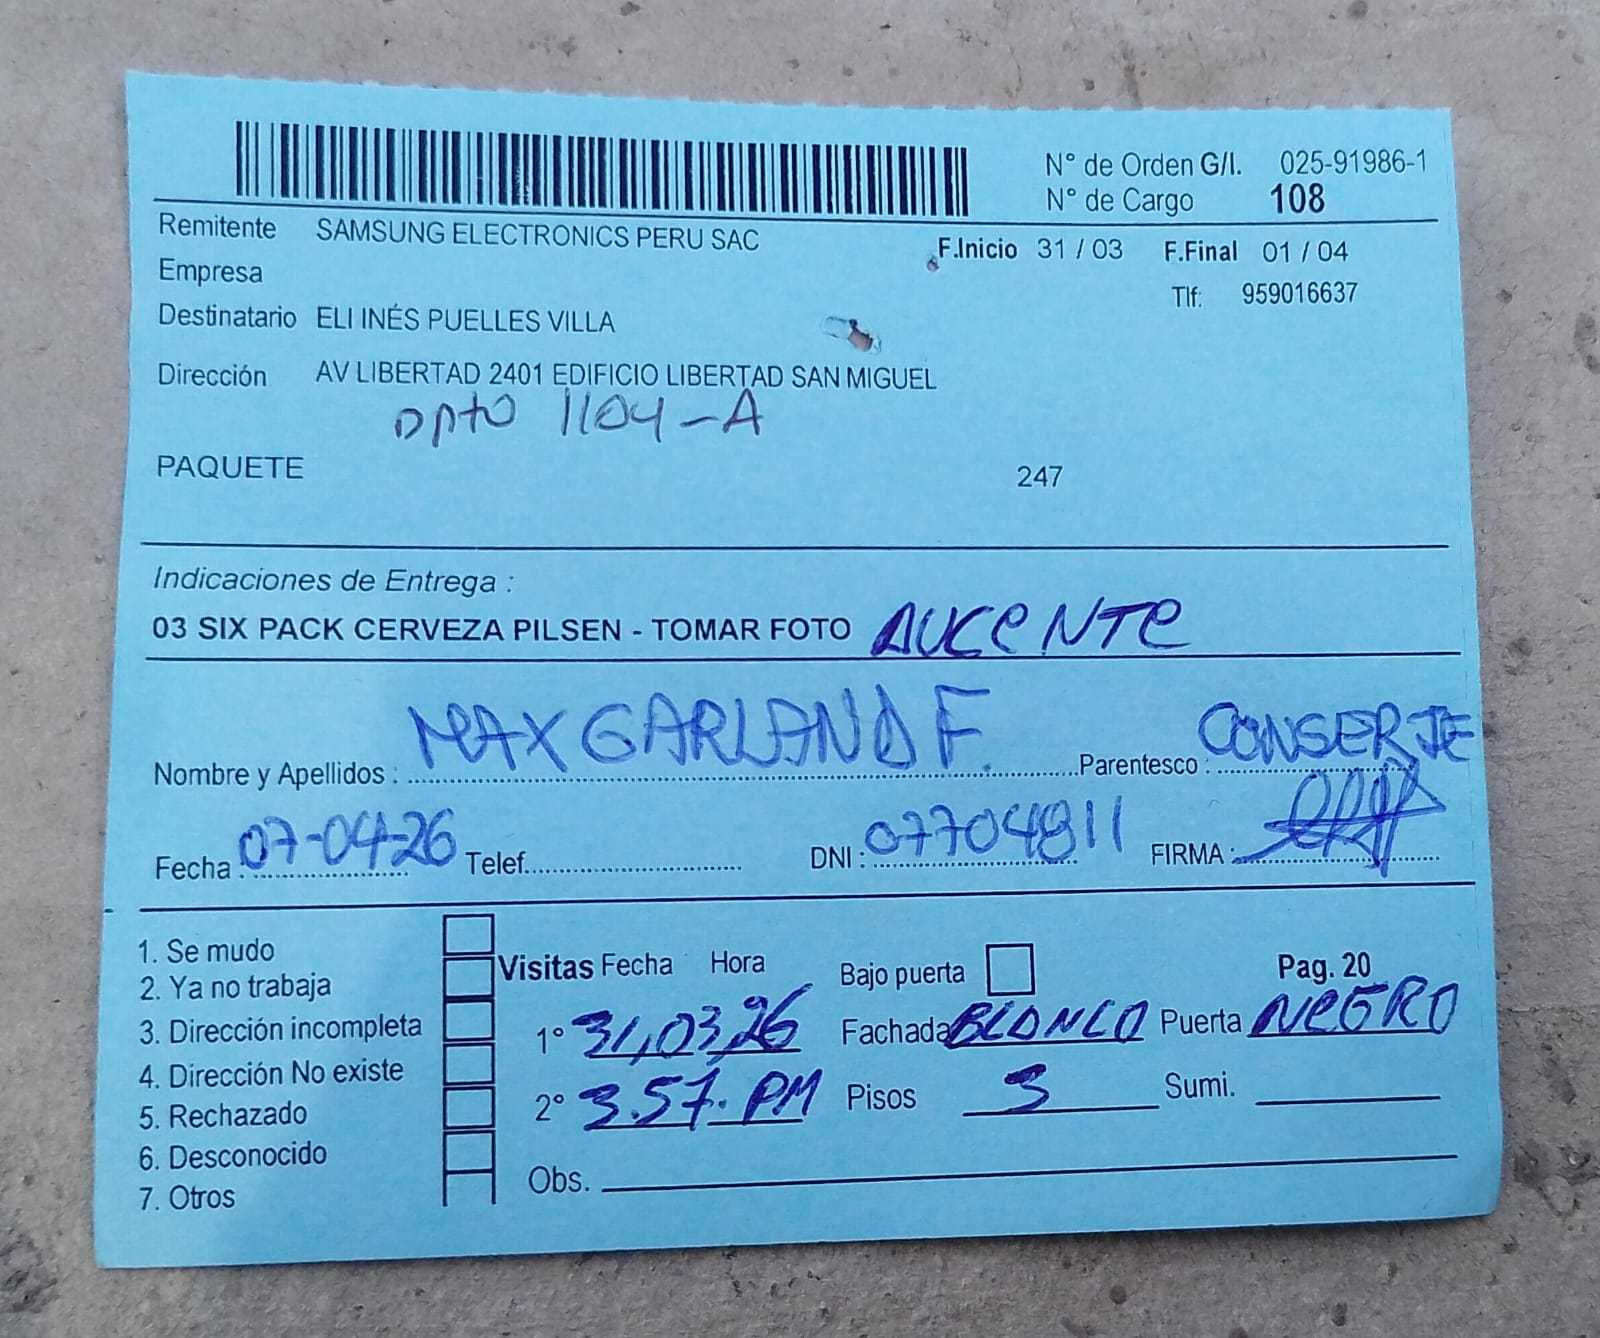 N° de Orden G/I. 025-91986-1
N° de Cargo 108
Remitente SAMSUNG ELECTRONICS PERU SAC
F.Inicio 31 / 03 F.Final 01 / 04
Empresa
Tlf: 959016637
Destinatario ELI INÉS PUELLES VILLA
Dirección AV LIBERTAD 2401 EDIFICIO LIBERTAD SAN MIGUEL
DPTO 1104-A
PAQUETE 247
Indicaciones de Entrega :
03 SIX PACK CERVEZA PILSEN - TOMAR FOTO AUCENTE
Nombre y Apellidos : MAX GARLAND F. Parentesco : CONSERJE
Fecha : 07-04-26 Telef. DNI : 07704811 FIRMA :
1. Se mudo
2. Ya no trabaja
3. Dirección incompleta
4. Dirección No existe
5. Rechazado
6. Desconocido
7. Otros
Visitas Fecha Hora Bajo puerta Pag. 20
1° 31,03,26 Fachada BLANCO Puerta NEGRO
2° 3.57. PM Pisos 3 Sumi.
Obs.